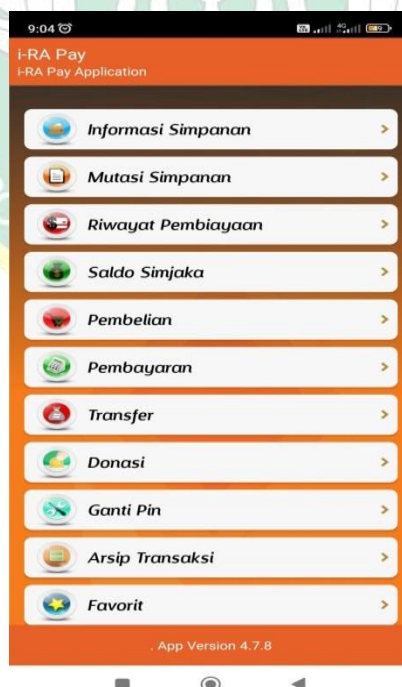 9:04
i-RA Pay
i-RA Pay Application
Informasi Simpanan
Mutasi Simpanan
Riwayat Pembiayaan
Saldo Simjaka
Pembelian
Pembayaran
Transfer
Donasi
Ganti Pin
Arsip Transaksi
Favorit
. App Version 4.7.8